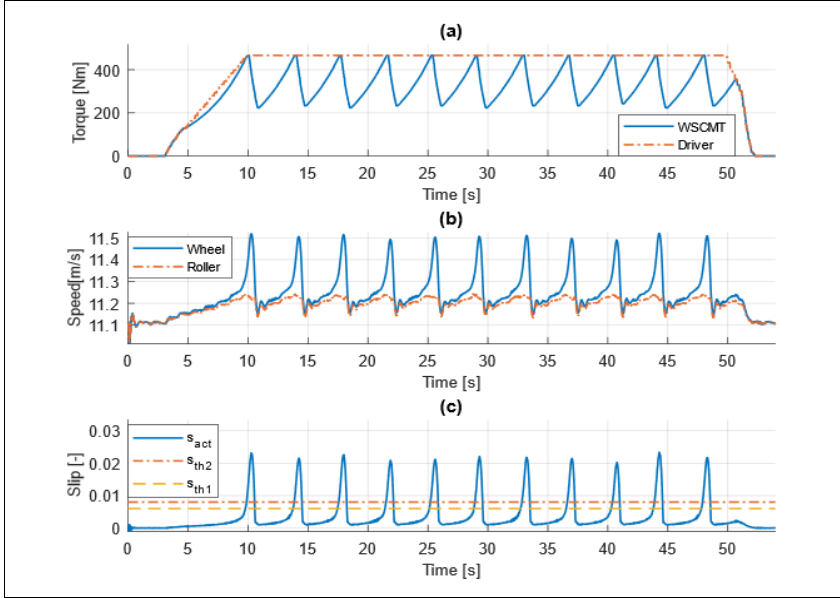 (a)
Torque [Nm]
400
200
0
WSCMT
Driver
0 5 10 15 20 25 30 35 40 45 50
Time [s]
(b)
Speed[m/s]
11.5
11.4
11.3
11.2
11.1
Wheel
Roller
0 5 10 15 20 25 30 35 40 45 50
Time [s]
(c)
Slip [-]
0.03
0.02
0.01
0
s_act
s_th2
s_th1
0 5 10 15 20 25 30 35 40 45 50
Time [s]